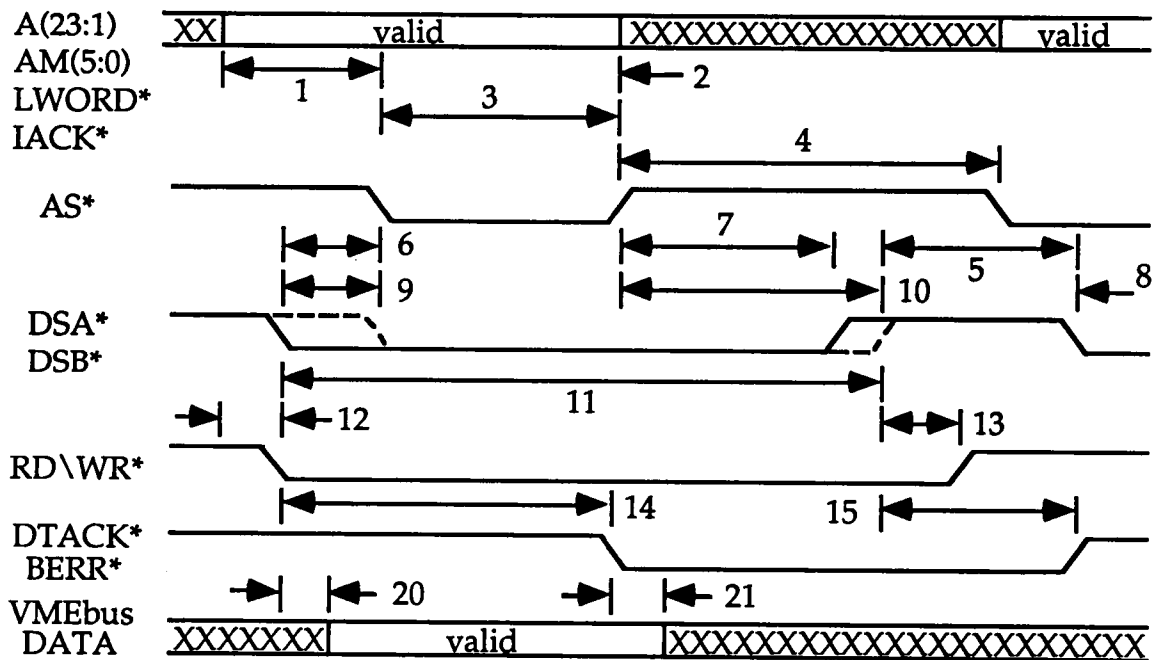 A(23:1)
XX valid XXXXXXXXXXXXXXXXX valid
AM(5:0)
1 2
LWORD*
3
IACK*
4
AS*
6 7 5
9 10 8
DSA*
DSB*
11
12 13
RD\WR*
14 15
DTACK*
BERR*
20 21
VMEbus
DATA
XXXXXXX valid XXXXXXXXXXXXXXXXXXXXXX